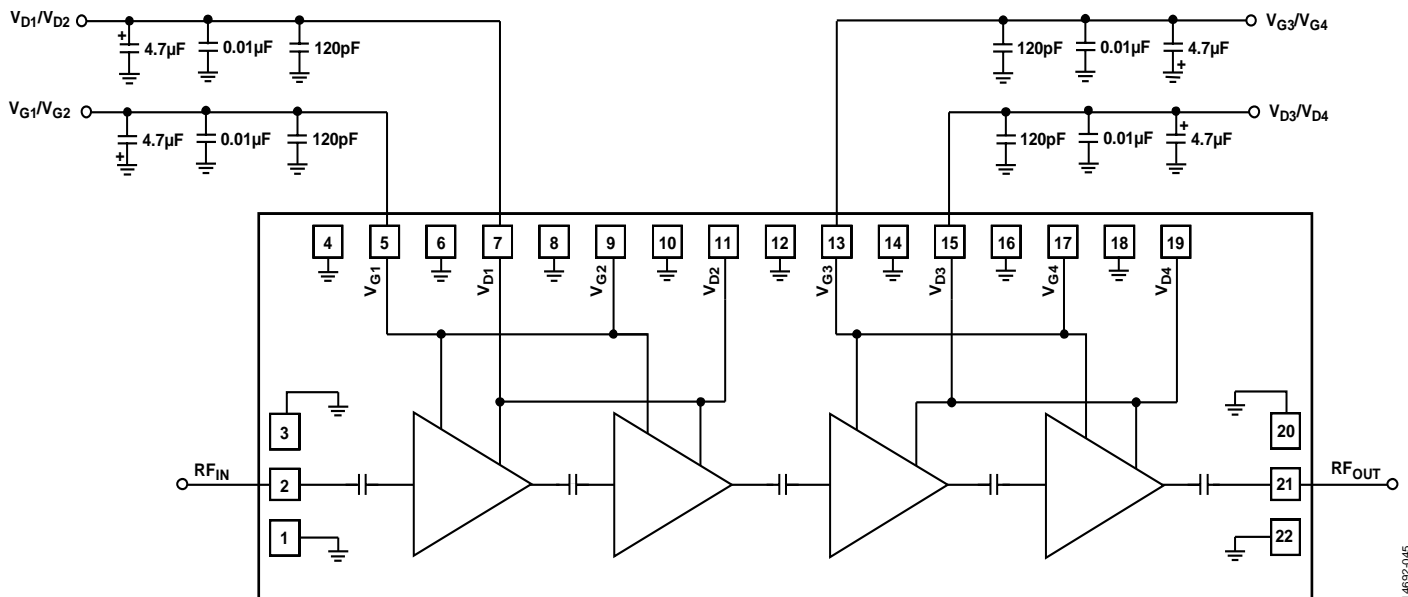 VD1/VD2
+ 4.7µF 0.01µF 120pF
VG1/VG2
4.7µF 0.01µF 120pF
+
VG3/VG4
120pF 0.01µF 4.7µF
+
VD3/VD4
120pF 0.01µF + 4.7µF
4 5 6 7 8 9 10 11 12 13 14 15 16 17 18 19
VG1 VD1 VG2 VD2 VG3 VD3 VG4 VD4
3 20
RFIN 2 21 RFOUT
1 22
14692-045